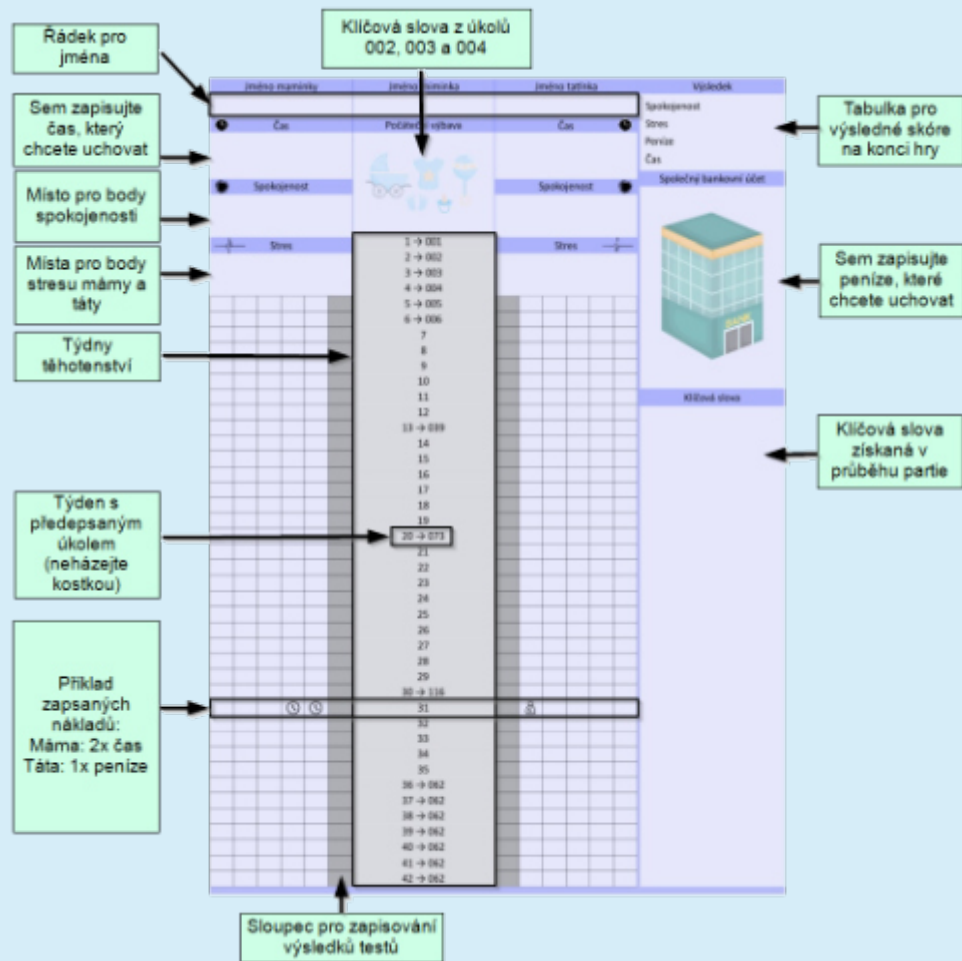 Řádek pro
jména
Klíčová slova z úkolů
002, 003 a 004
Sem zapisujte
čas, který
chcete uchovat
Místo pro body
spokojenosti
Místa pro body
stresu mámy a
táty
Týdny
těhotenství
Týden s
předepsaným
úkolem
(neházejte
kostkou)
Příklad
zapsaných
nákladů:
Máma: 2x čas
Táta: 1x peníze
Jméno maminky
Jméno miminka
Jméno tatínka
Výsledek
Čas
Počáteční výbava
Čas
Spokojenost
Stres
Peníze
Čas
Spokojenost
Spokojenost
Společný bankovní účet
Stres
Stres
BANK
Klíčová slova
1 → 001
2 → 002
3 → 003
4 → 004
5 → 005
6 → 006
7
8
9
10
11
12
13 → 039
14
15
16
17
18
19
20 → 073
21
22
23
24
25
26
27
28
29
30 → 116
31
32
33
34
35
36 → 062
37 → 062
38 → 062
39 → 062
40 → 062
41 → 062
42 → 062
Tabulka pro
výsledné skóre
na konci hry
Sem zapisujte
peníze, které
chcete uchovat
Klíčová slova
získaná v
průběhu partie
Sloupec pro zapisování
výsledků testů